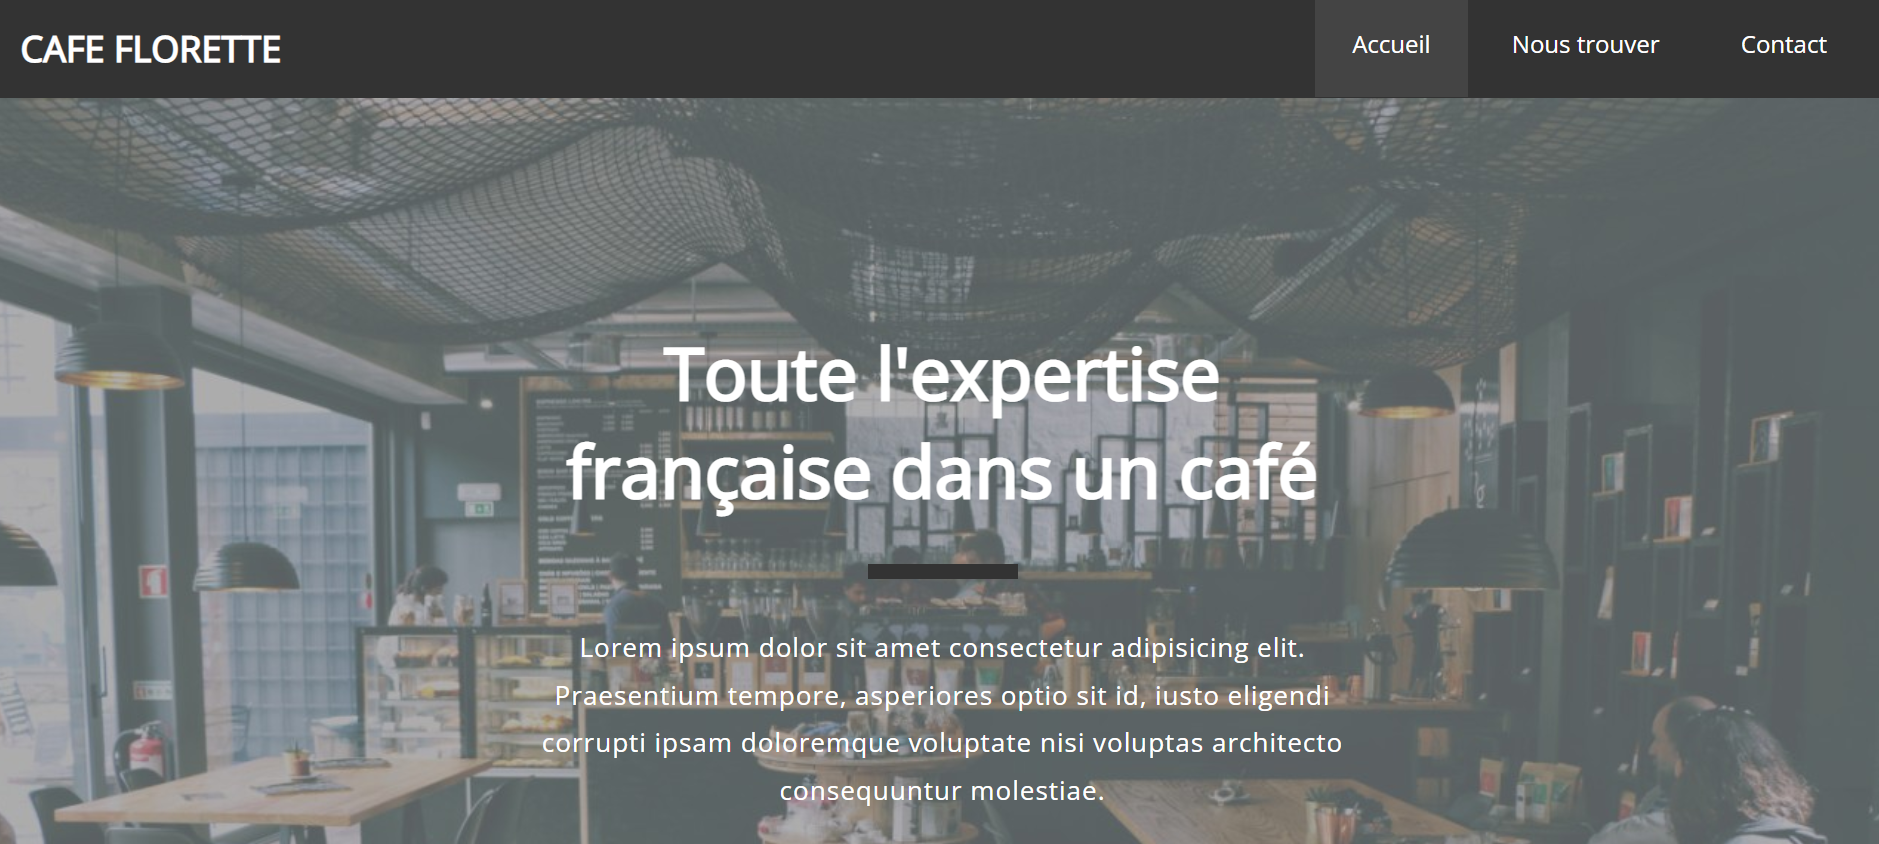 CAFE FLORETTE
Accueil
Nous trouver
Contact
Toute l'expertise
française dans un café
Lorem ipsum dolor sit amet consectetur adipisicing elit.
Praesentium tempore, asperiores optio sit id, iusto eligendi
corrupti ipsam doloremque voluptate nisi voluptas architecto
consequuntur molestiae.